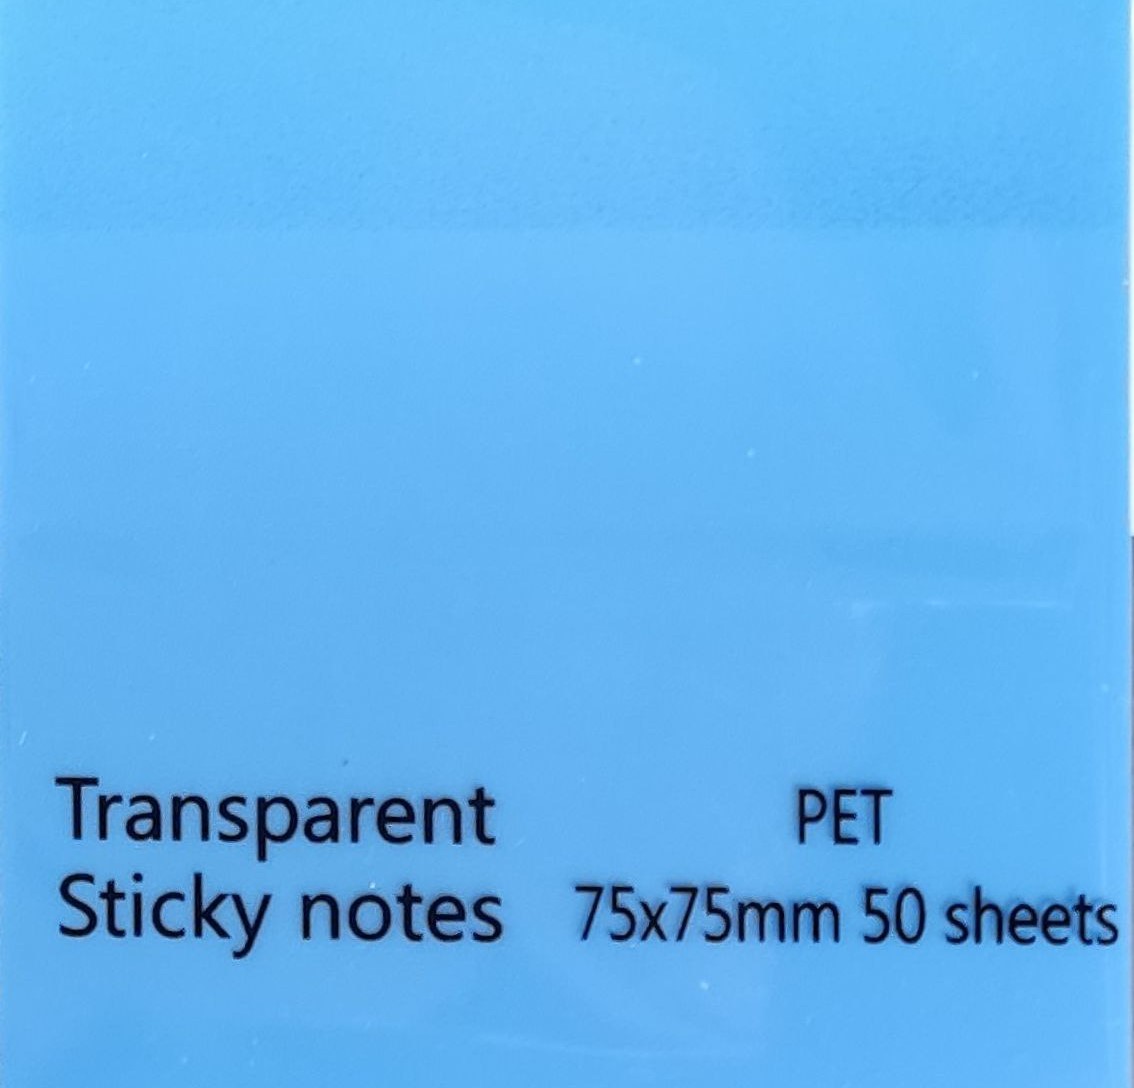 Transparent
Sticky notes
PET
75x75mm 50 sheets